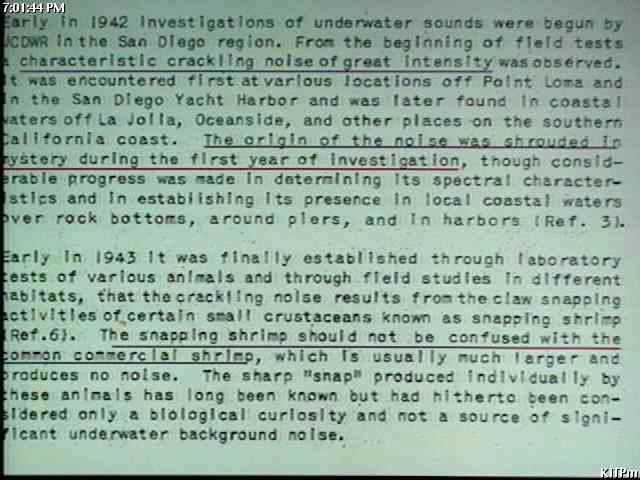 7:01:44 PM
Early in 1942 investigations of underwater sounds were begun by
UCDWR in the San Diego region. From the beginning of field tests
a characteristic crackling noise of great intensity was observed.
It was encountered first at various locations off Point Loma and
in the San Diego Yacht Harbor and was later found in coastal
waters off La Jolla, Oceanside, and other places on the southern
California coast. The origin of the noise was shrouded in
mystery during the first year of investigation, though consid-
erable progress was made in determining its spectral character-
istics and in establishing its presence in local coastal waters
over rock bottoms, around piers, and in harbors (Ref. 3).
Early in 1943 it was finally established through laboratory
tests of various animals and through field studies in different
habitats, that the crackling noise results from the claw snapping
activities of certain small crustaceans known as snapping shrimp
(Ref.6). The snapping shrimp should not be confused with the
common commercial shrimp, which is usually much larger and
produces no noise. The sharp "snap" produced individually by
these animals has long been known but had hitherto been con-
sidered only a biological curiosity and not a source of signi-
ficant underwater background noise.
KITPm